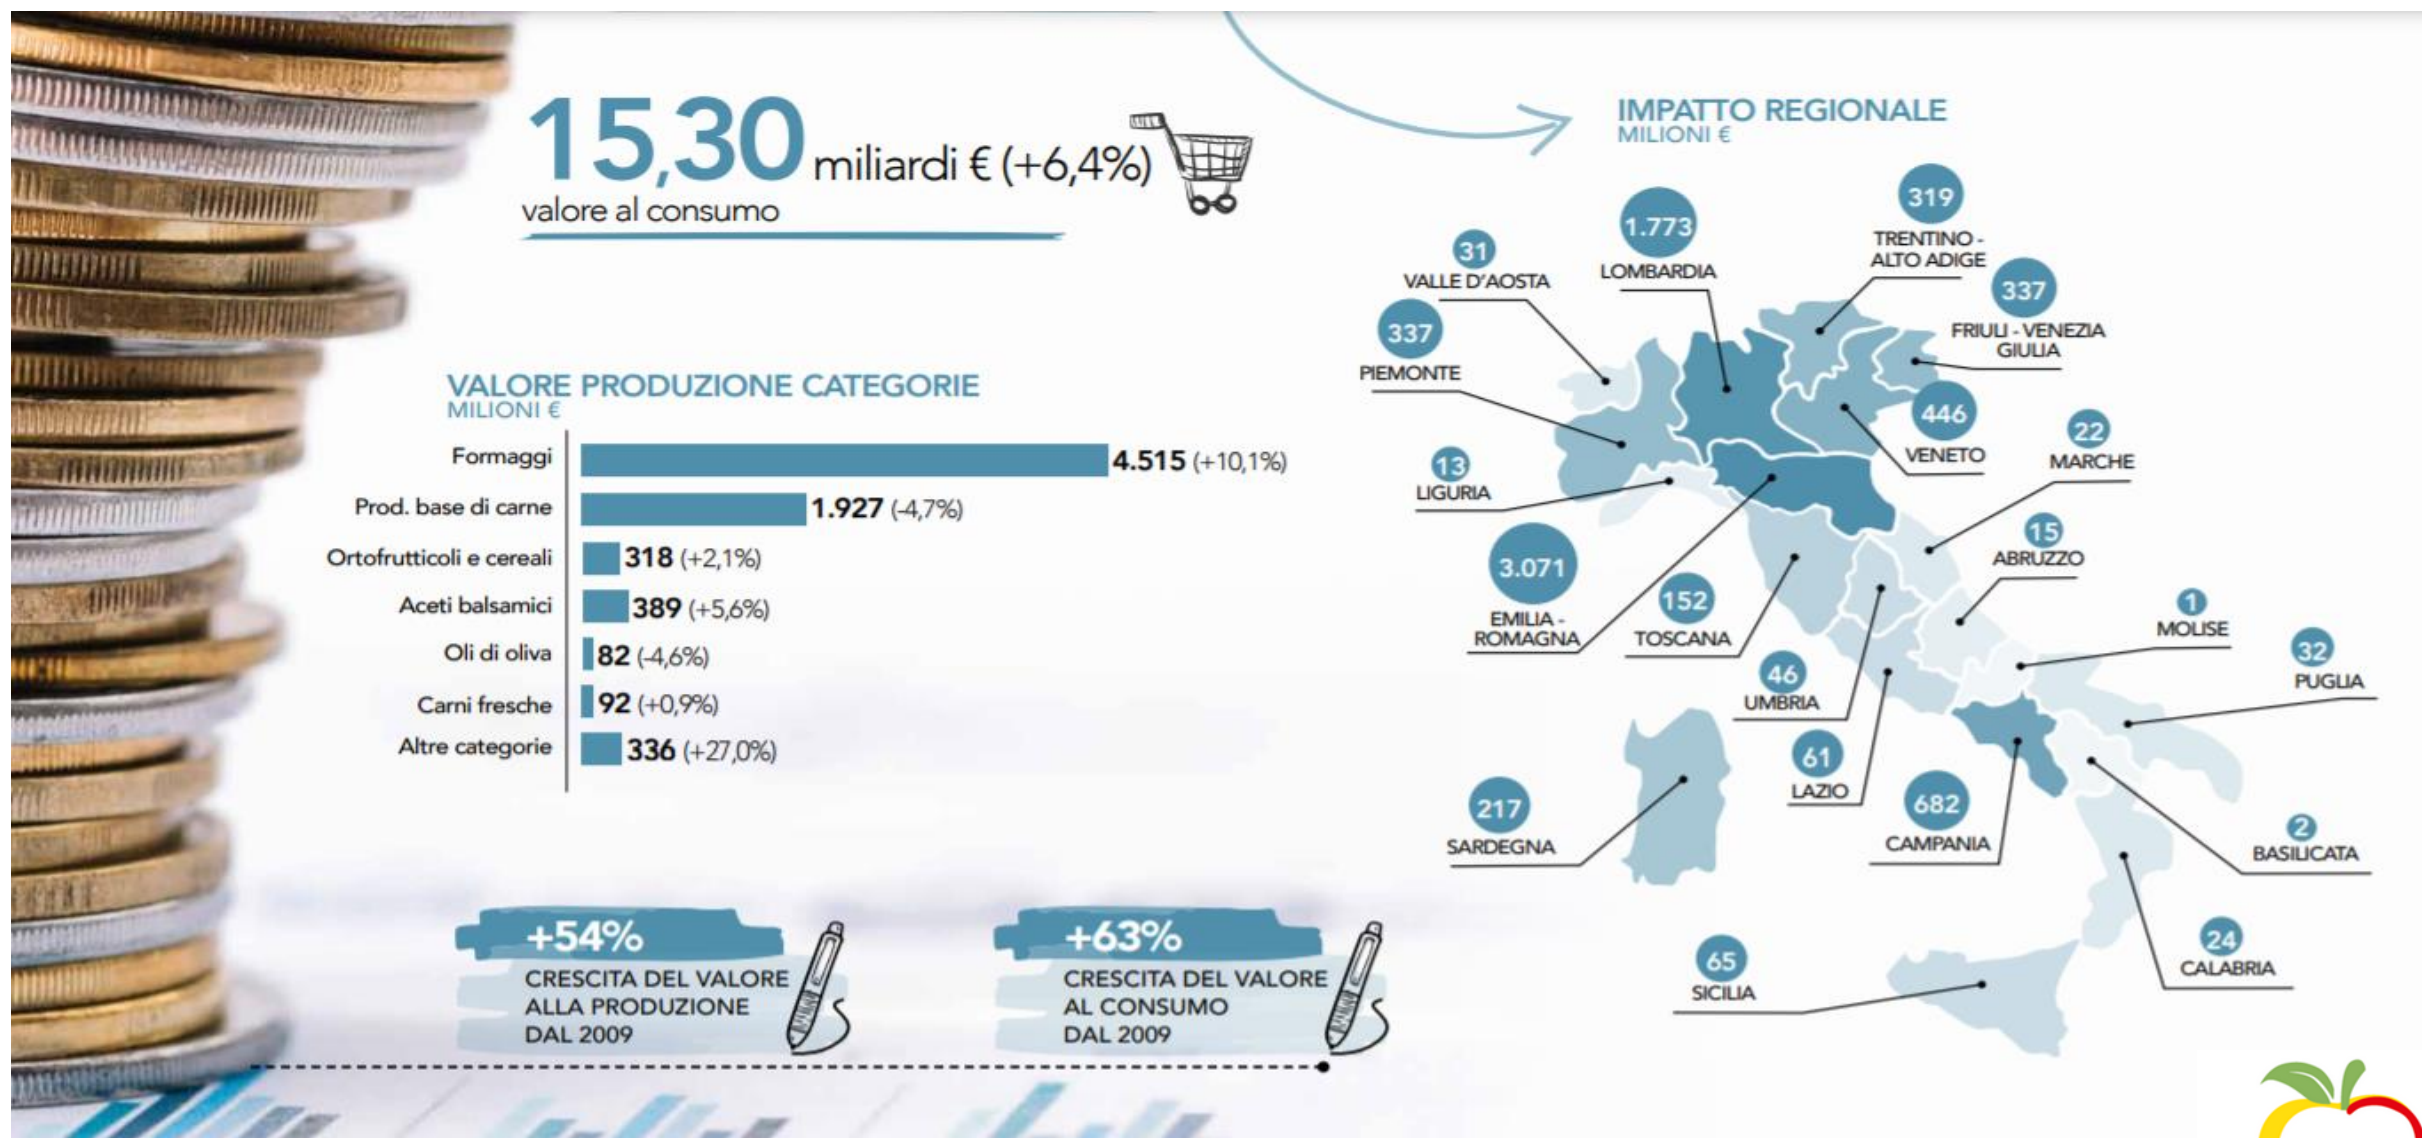 15,30 miliardi € (+6,4%)
valore al consumo
VALORE PRODUZIONE CATEGORIE
MILIONI €
Formaggi 4.515 (+10,1%)
Prod. base di carne 1.927 (-4,7%)
Ortofrutticoli e cereali 318 (+2,1%)
Aceti balsamici 389 (+5,6%)
Oli di oliva 82 (-4,6%)
Carni fresche 92 (+0,9%)
Altre categorie 336 (+27,0%)
+54%
CRESCITA DEL VALORE
ALLA PRODUZIONE
DAL 2009
+63%
CRESCITA DEL VALORE
AL CONSUMO
DAL 2009
IMPATTO REGIONALE
MILIONI €
319
TRENTINO -
ALTO ADIGE
1.773
LOMBARDIA
31
VALLE D'AOSTA
337
FRIULI - VENEZIA
GIULIA
337
PIEMONTE
446
VENETO
22
MARCHE
13
LIGURIA
15
ABRUZZO
3.071
EMILIA -
ROMAGNA
152
TOSCANA
1
MOLISE
32
PUGLIA
46
UMBRIA
61
LAZIO
217
SARDEGNA
682
CAMPANIA
2
BASILICATA
24
CALABRIA
65
SICILIA